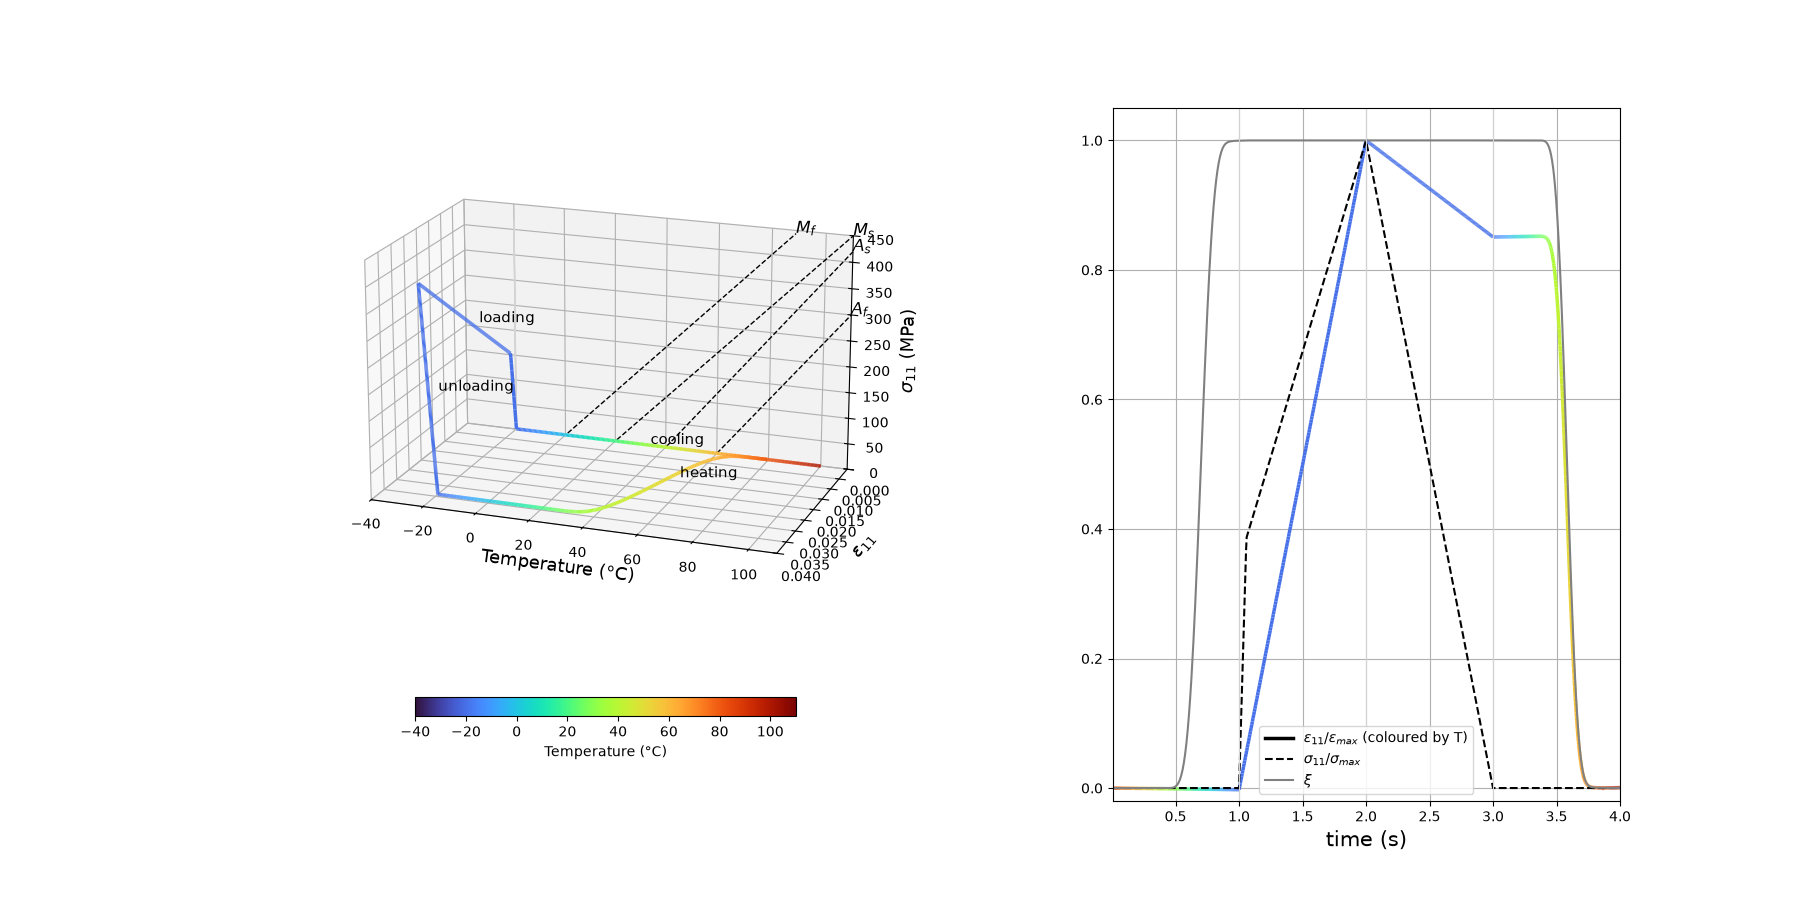 M_f
M_s
A_s
450
400
350
A_f
300
250
200
150
100
50
0
σ_11 (MPa)
loading
unloading
cooling
heating
−40
−20
0
20
40
60
80
100
Temperature (°C)
0.000
0.005
0.010
0.015
0.020
0.025
0.030
0.035
0.040
ε_11
−40 −20 0 20 40 60 80 100
Temperature (°C)
1.0
0.8
0.6
0.4
0.2
0.0
ε_11/ε_max (coloured by T)
σ_11/σ_max
ξ
0.5 1.0 1.5 2.0 2.5 3.0 3.5 4.0
time (s)